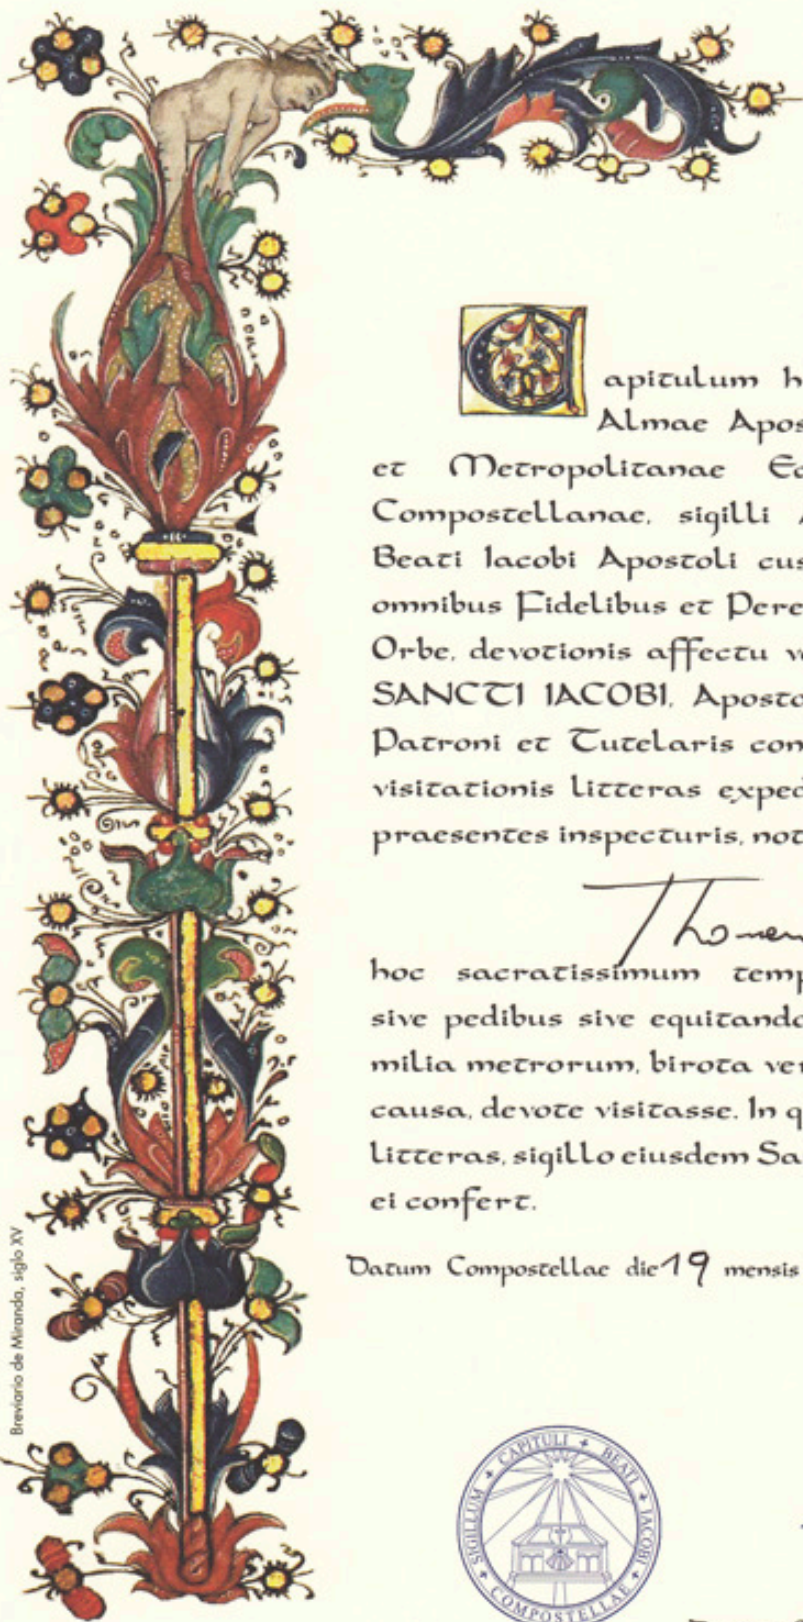 Capitulum h
Almae Apos
et Metropolitanae Ec
Compostellanae, sigilli A
Beati Iacobi Apostoli cus
omnibus Fidelibus et Pere
Orbe, devotionis affectu v
SANCTI IACOBI, Aposto
Patroni et Tutelaris con
visitationis litteras exped
praesentes inspecturis, not
Thomam
hoc sacratissimum temp
sive pedibus sive equitando
milia metrorum, birota ver
causa, devote visitasse. In q
litteras, sigillo eiusdem Sa
ei confert.
Datum Compostellae die 19 mensis
Breviario de Miranda, siglo XV
SIGILLUM + CAPITULI + BEATI + IACOBI + COMPOSTELLAE +